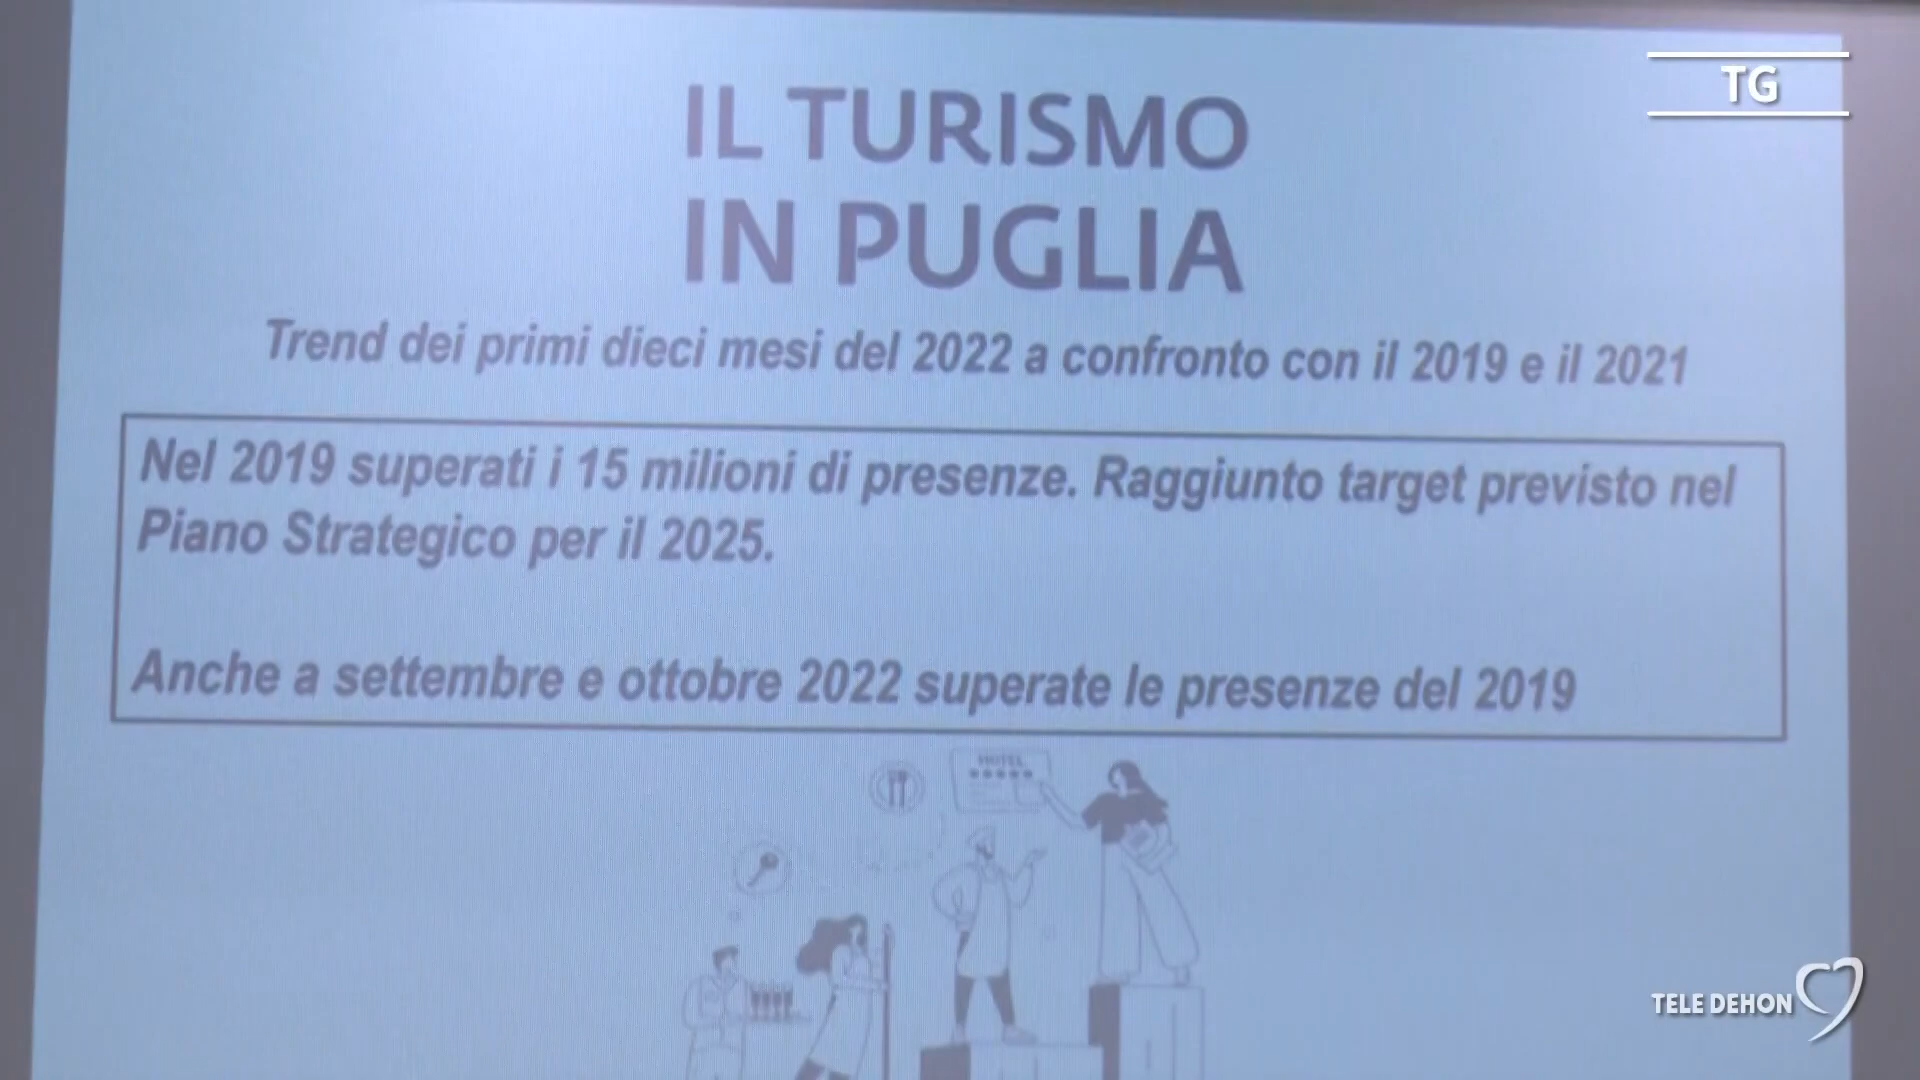 TG
IL TURISMO
IN PUGLIA
Trend dei primi dieci mesi del 2022 a confronto con il 2019 e il 2021
Nel 2019 superati i 15 milioni di presenze. Raggiunto target previsto nel
Piano Strategico per il 2025.
Anche a settembre e ottobre 2022 superate le presenze del 2019
HOTEL
TELE DEHON